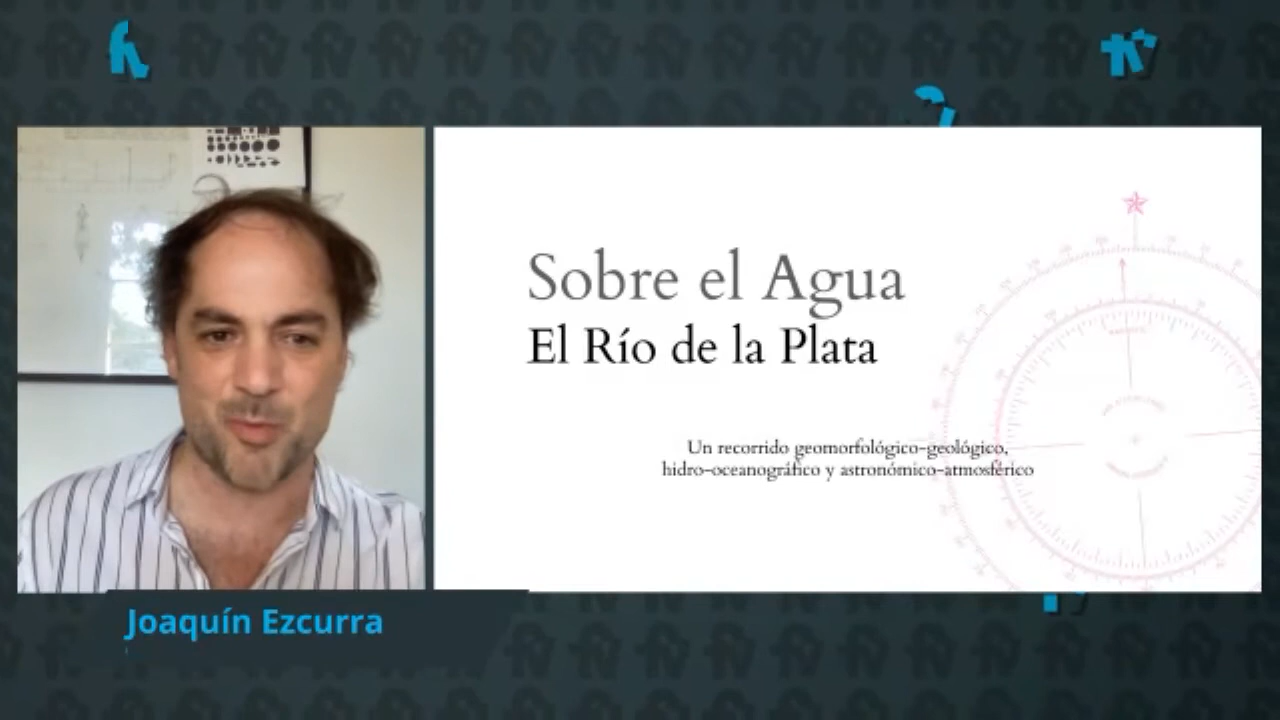 Sobre el Agua
El Río de la Plata
Un recorrido geomorfológico-geológico,
hidro-oceanográfico y astronómico-atmosférico
Joaquín Ezcurra